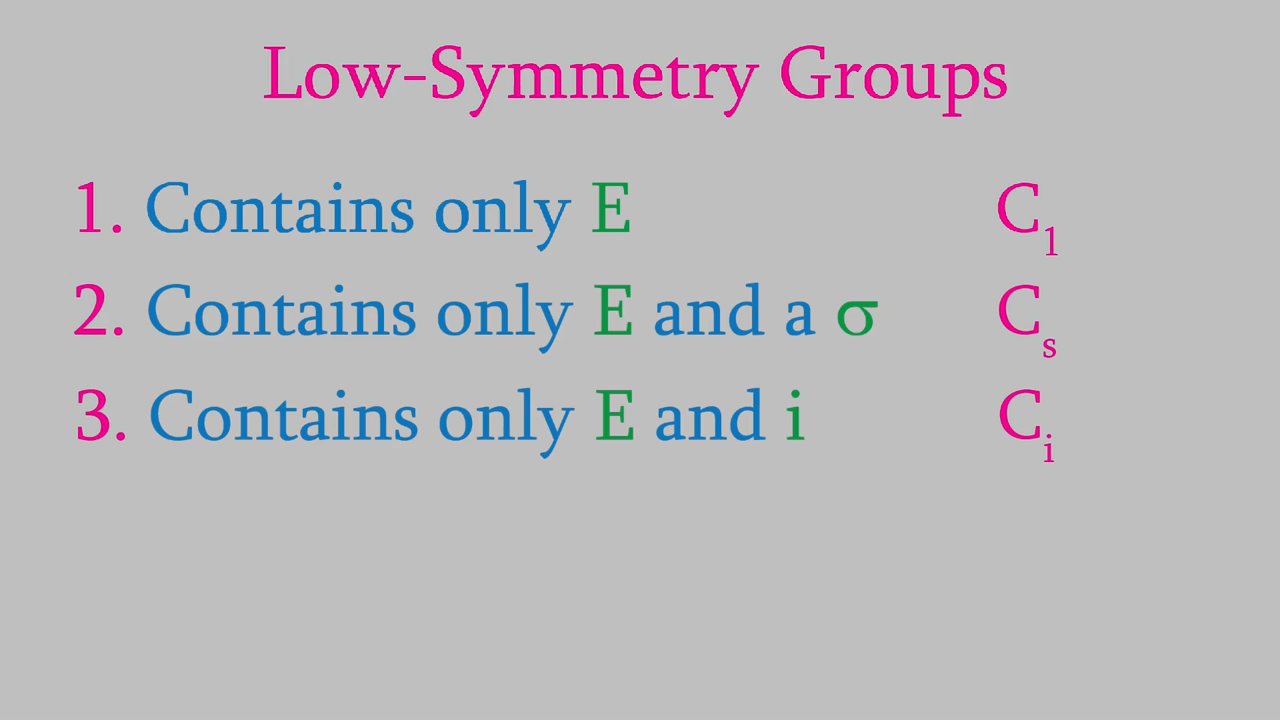 Low-Symmetry Groups
1. Contains only E C₁
2. Contains only E and a σ Cₛ
3. Contains only E and i Cᵢ